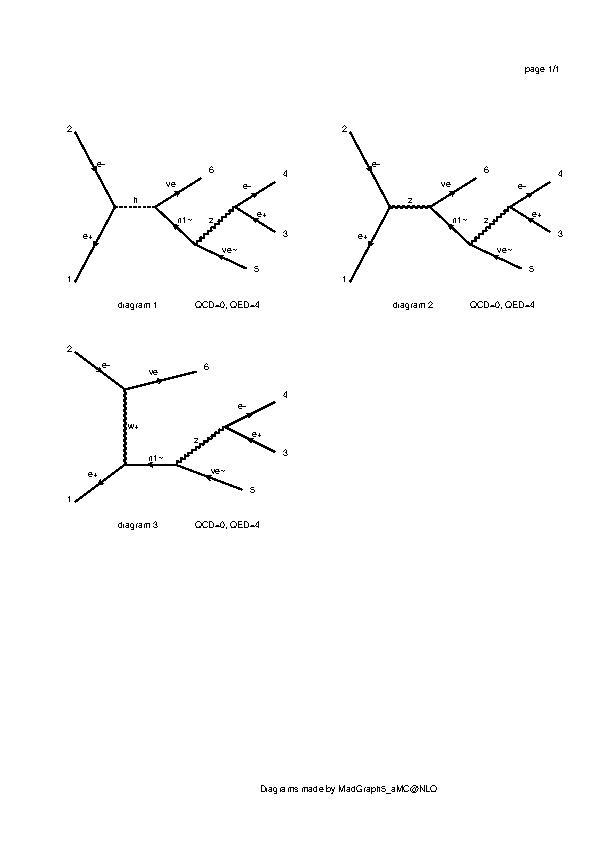 page 1/1
2
e-
e+
1
h
ve
6
n1~
z
e-
4
e+
3
ve~
5
diagram 1 QCD=0, QED=4
2
e-
e+
1
z
ve
6
n1~
z
e-
4
e+
3
ve~
5
diagram 2 QCD=0, QED=4
2
e-
ve
6
w+
e+
1
n1~
z
e-
4
e+
3
ve~
5
diagram 3 QCD=0, QED=4
Diagrams made by MadGraph5_aMC@NLO